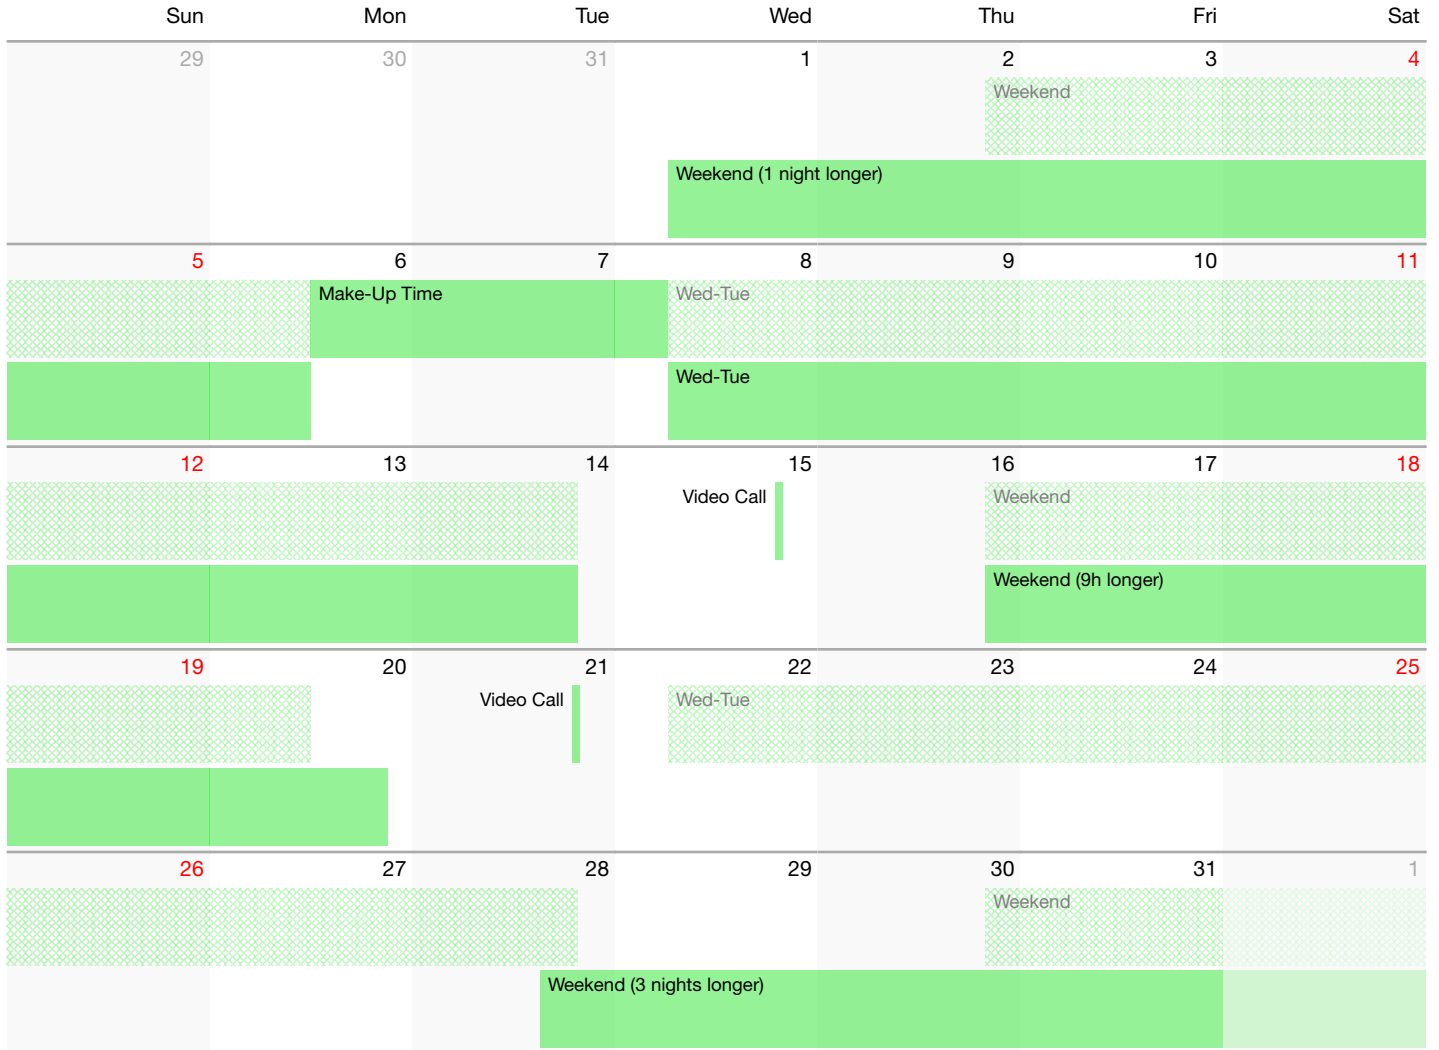 Sun Mon Tue Wed Thu Fri Sat
29 30 31 1 2 3 4
Weekend
Weekend (1 night longer)
5 6 7 8 9 10 11
Make-Up Time Wed-Tue
Wed-Tue
12 13 14 15 16 17 18
Video Call Weekend
Weekend (9h longer)
19 20 21 22 23 24 25
Video Call Wed-Tue
26 27 28 29 30 31 1
Weekend
Weekend (3 nights longer)